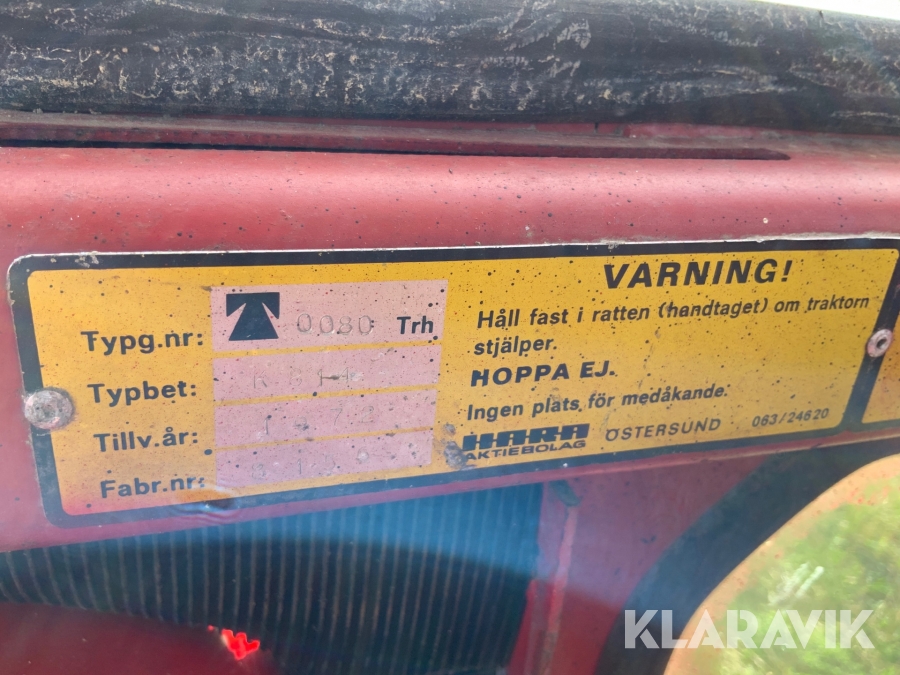 Typg.nr: 0080 Trh
Typbet:
Tillv.år:
Fabr.nr:
VARNING!
Håll fast i ratten (handtaget) om traktorn
stjälper.
HOPPA EJ.
Ingen plats för medåkande.
HARA
AKTIEBOLAG
ÖSTERSUND 063/24620
KLARAVIK